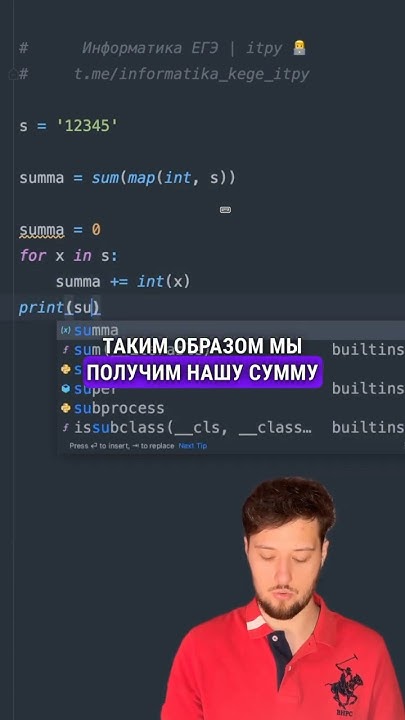 # Информатика ЕГЭ | itpy
# t.me/informatika_kege_itpy
s = '12345'
summa = sum(map(int, s))
summa = 0
for x in s:
summa += int(x)
print(su)
summa
ТАКИМ ОБРАЗОМ МЫ
builtins
ПОЛУЧИМ НАШУ СУММУ
super
builtins
subprocess
issubclass(__cls, __class… builtins
Press ⏎ to insert, ⇥ to replace Next Tip